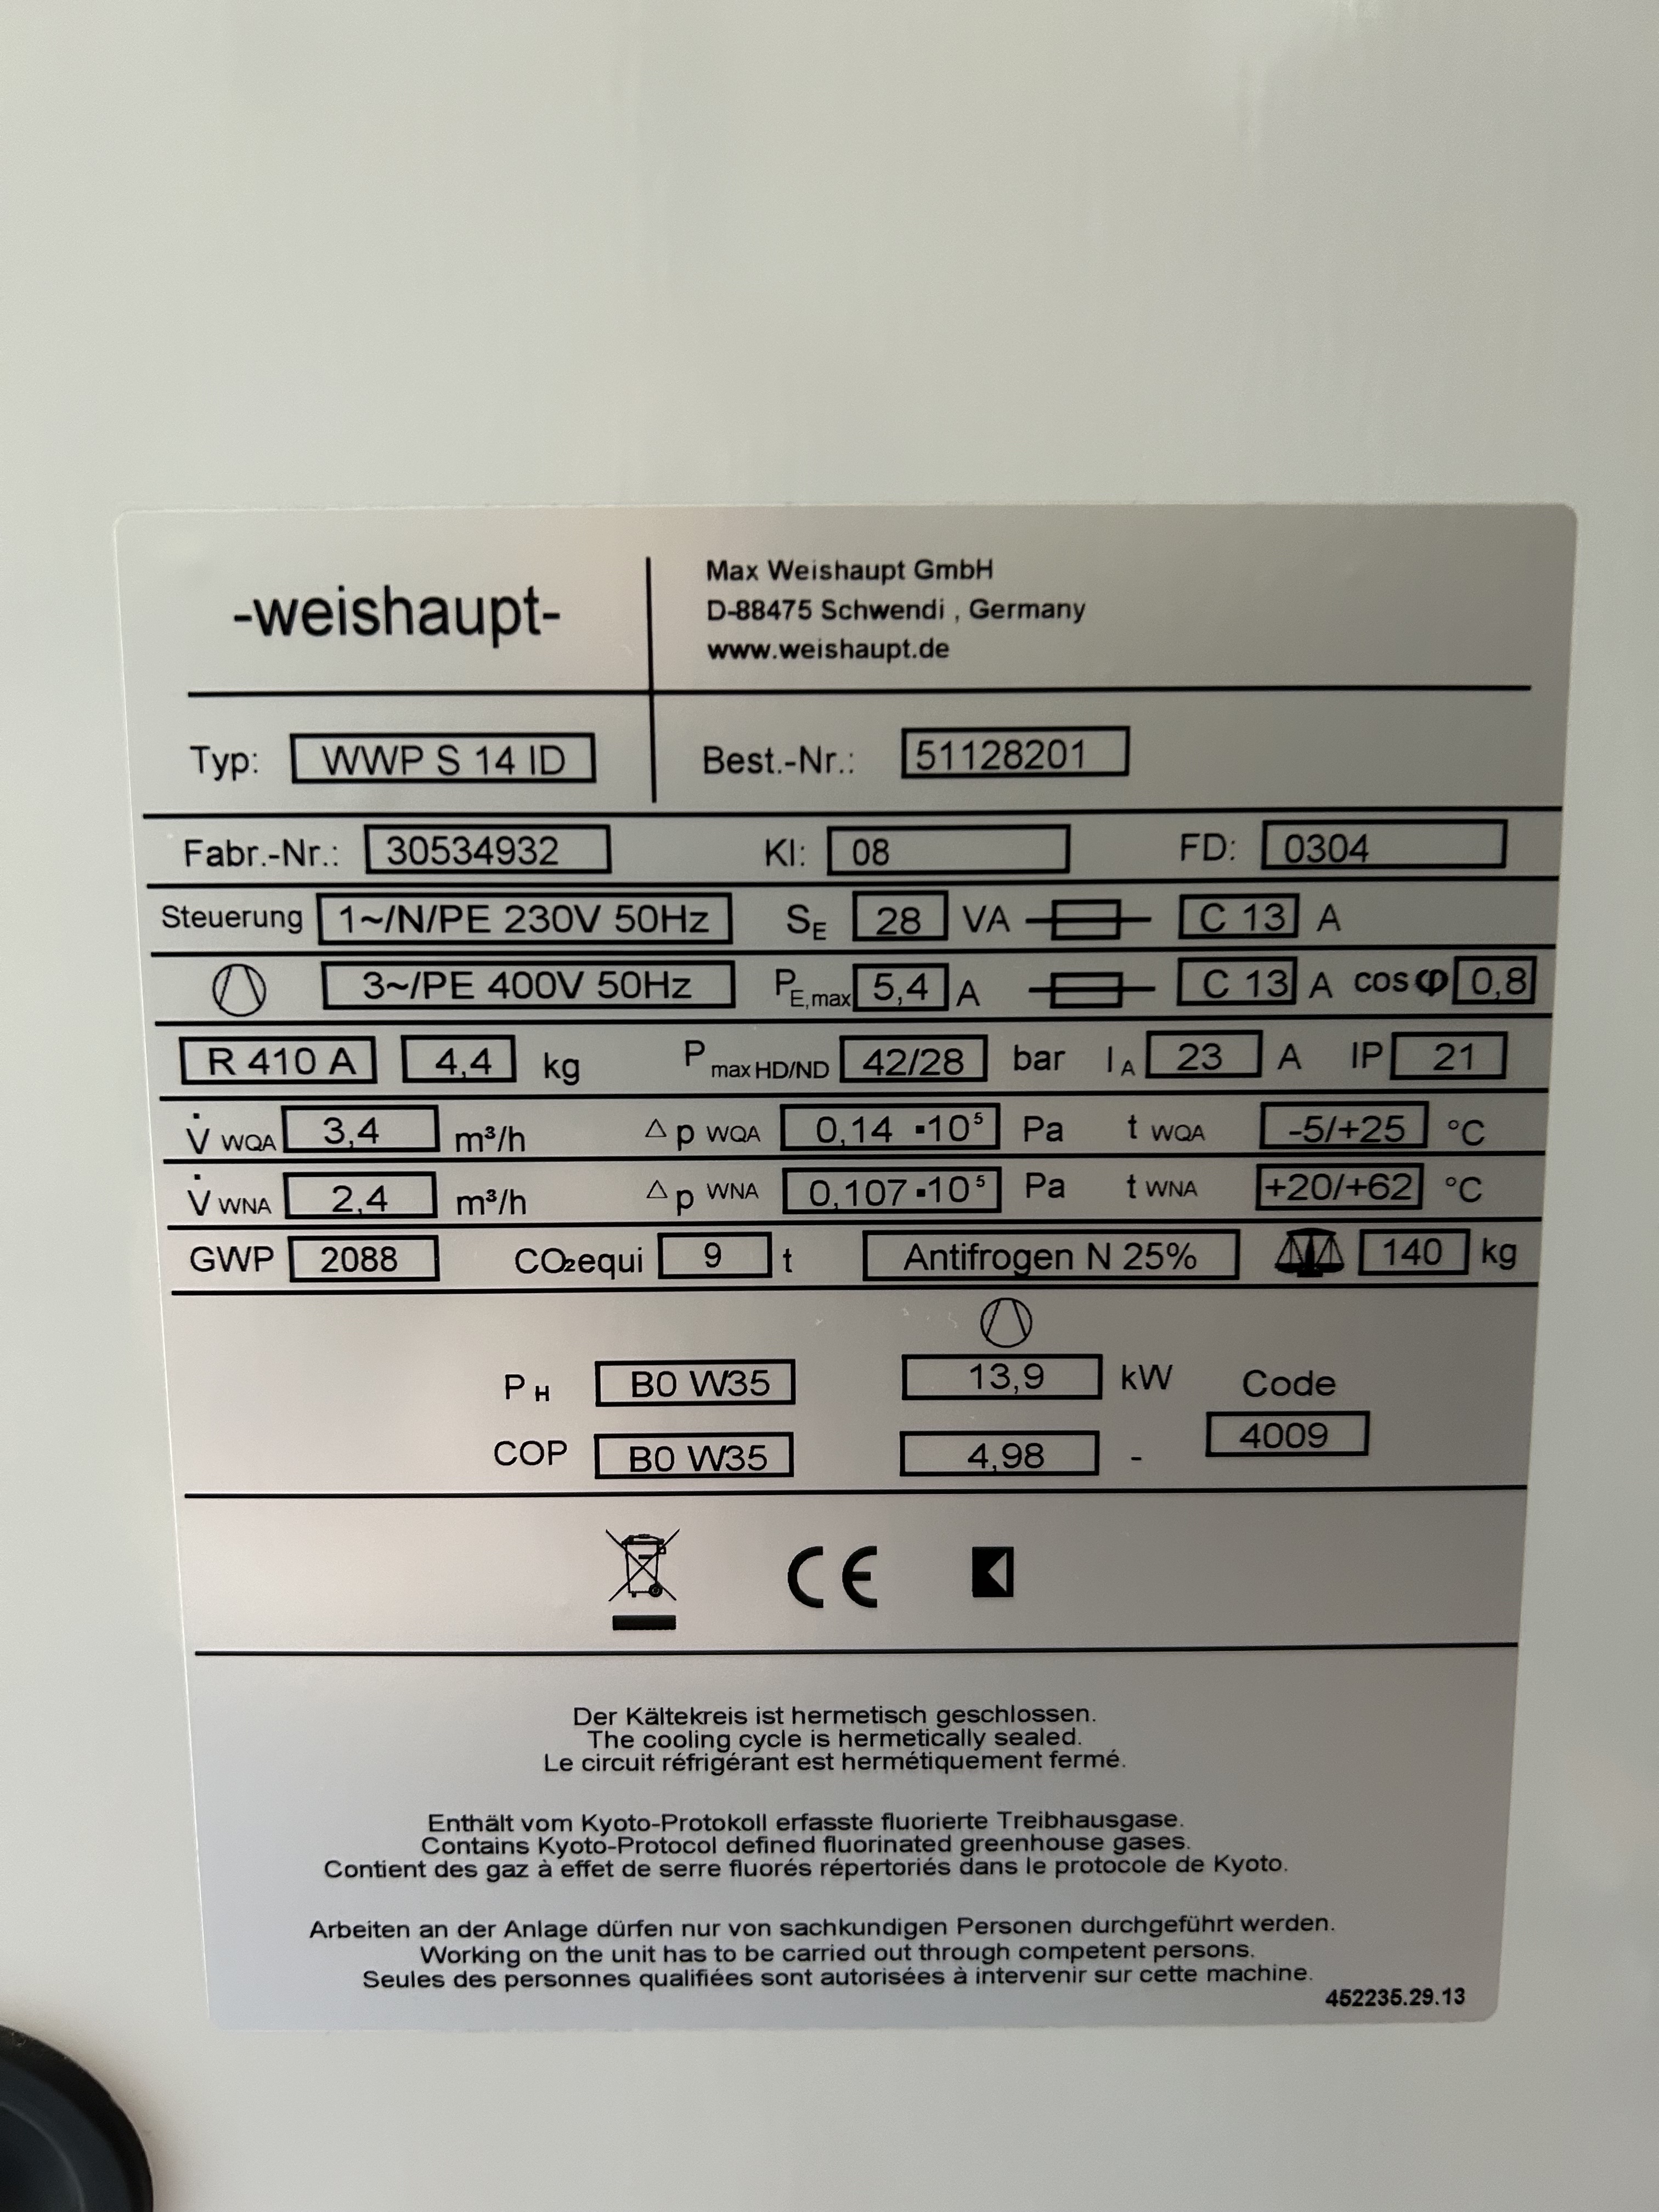 -weishaupt-
Max Weishaupt GmbH
D-88475 Schwendi , Germany
www.weishaupt.de
Typ: WWP S 14 ID Best.-Nr.: 51128201
Fabr.-Nr.: 30534932 KI: 08 FD: 0304
Steuerung 1~/N/PE 230V 50Hz SE 28 VA C 13 A
3~/PE 400V 50Hz PE,max 5,4 A C 13 A cosφ 0,8
R 410 A 4,4 kg Pmax HD/ND 42/28 bar IA 23 A IP 21
V̇ WQA 3,4 m³/h △p WQA 0,14 ▪10⁵ Pa t WQA -5/+25 °C
V̇ WNA 2,4 m³/h △p WNA 0,107▪10⁵ Pa t WNA +20/+62 °C
GWP 2088 CO₂equi 9 t Antifrogen N 25% 140 kg
PH B0 W35 13,9 kW Code
COP B0 W35 4,98 - 4009
CE
Der Kältekreis ist hermetisch geschlossen.
The cooling cycle is hermetically sealed.
Le circuit réfrigérant est hermétiquement fermé.
Enthält vom Kyoto-Protokoll erfasste fluorierte Treibhausgase.
Contains Kyoto-Protocol defined fluorinated greenhouse gases.
Contient des gaz à effet de serre fluorés répertoriés dans le protocole de Kyoto.
Arbeiten an der Anlage dürfen nur von sachkundigen Personen durchgeführt werden.
Working on the unit has to be carried out through competent persons.
Seules des personnes qualifiées sont autorisées à intervenir sur cette machine.
452235.29.13